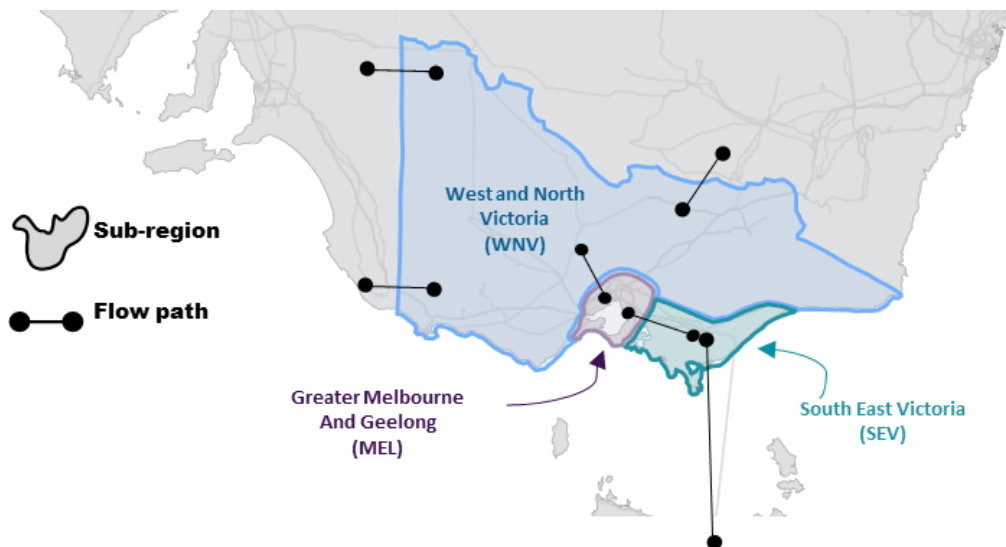 West and North
Victoria
(WNV)
Sub-region
Flow path
Greater Melbourne
And Geelong
(MEL)
South East Victoria
(SEV)